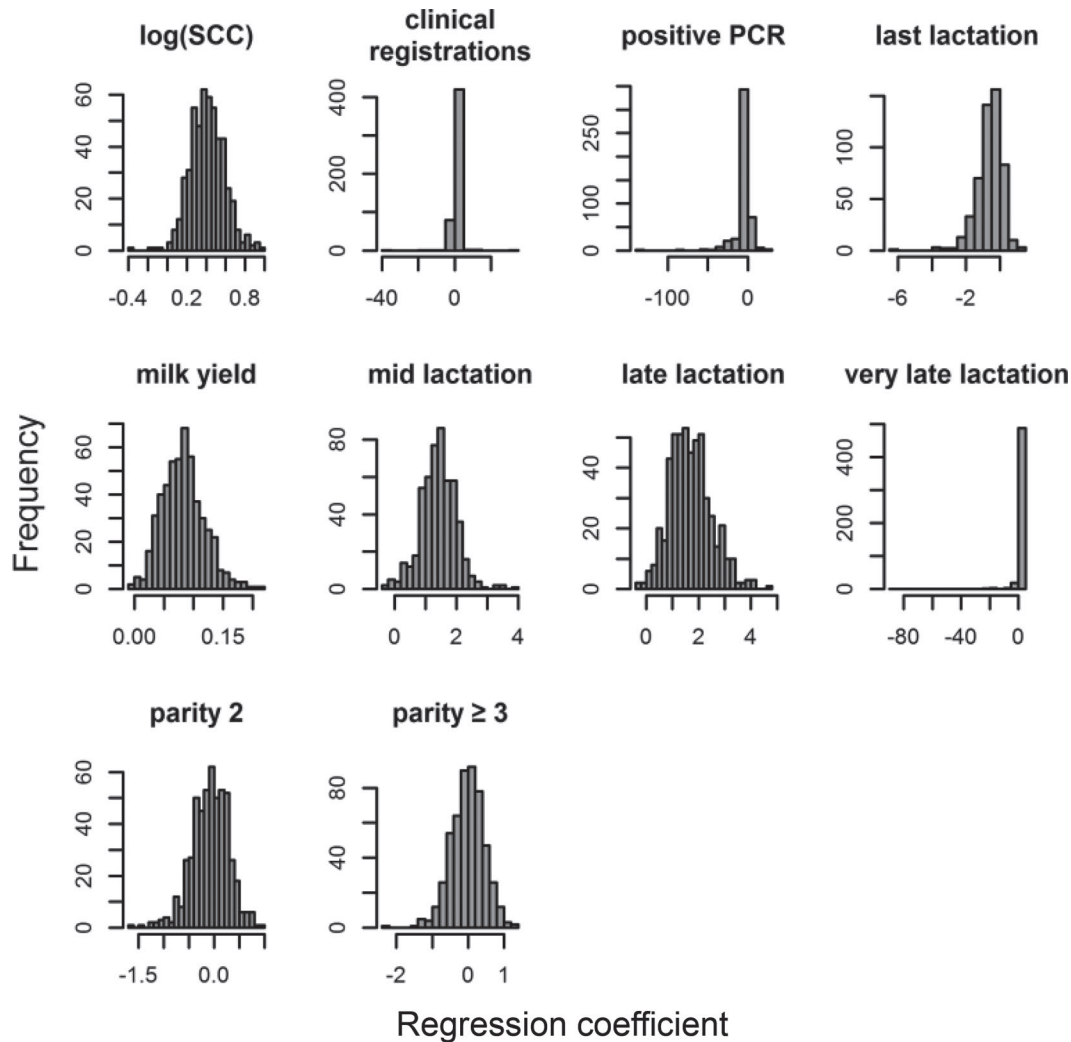 log(SCC)
clinical
registrations
positive PCR
last lactation
0 20 40 60
0 200 400
0 100 250
0 50 100
-0.4 0.2 0.8
-40 0
-100 0
-6 -2
milk yield
mid lactation
late lactation
very late lactation
Frequency
0 20 40 60
0 40 80
0 20 40
0 200 400
0.00 0.15
0 2 4
0 2 4
-80 -40 0
parity 2
parity ≥ 3
0 20 40 60
0 40 80
-1.5 0.0
-2 0 1
Regression coefficient